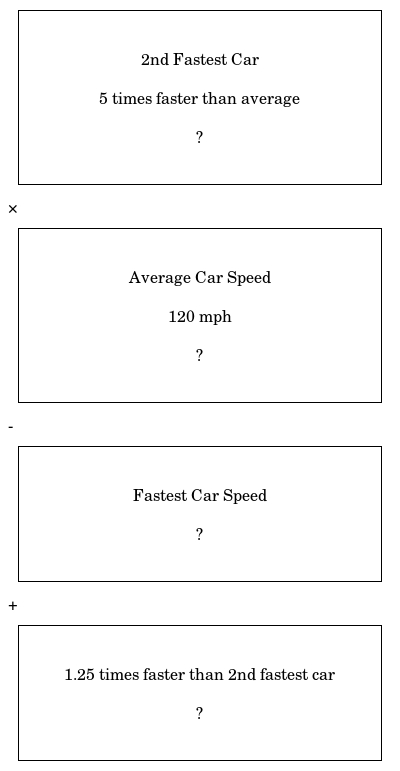 2nd Fastest Car
5 times faster than average
?
×
Average Car Speed
120 mph
?
-
Fastest Car Speed
?
+
1.25 times faster than 2nd fastest car
?